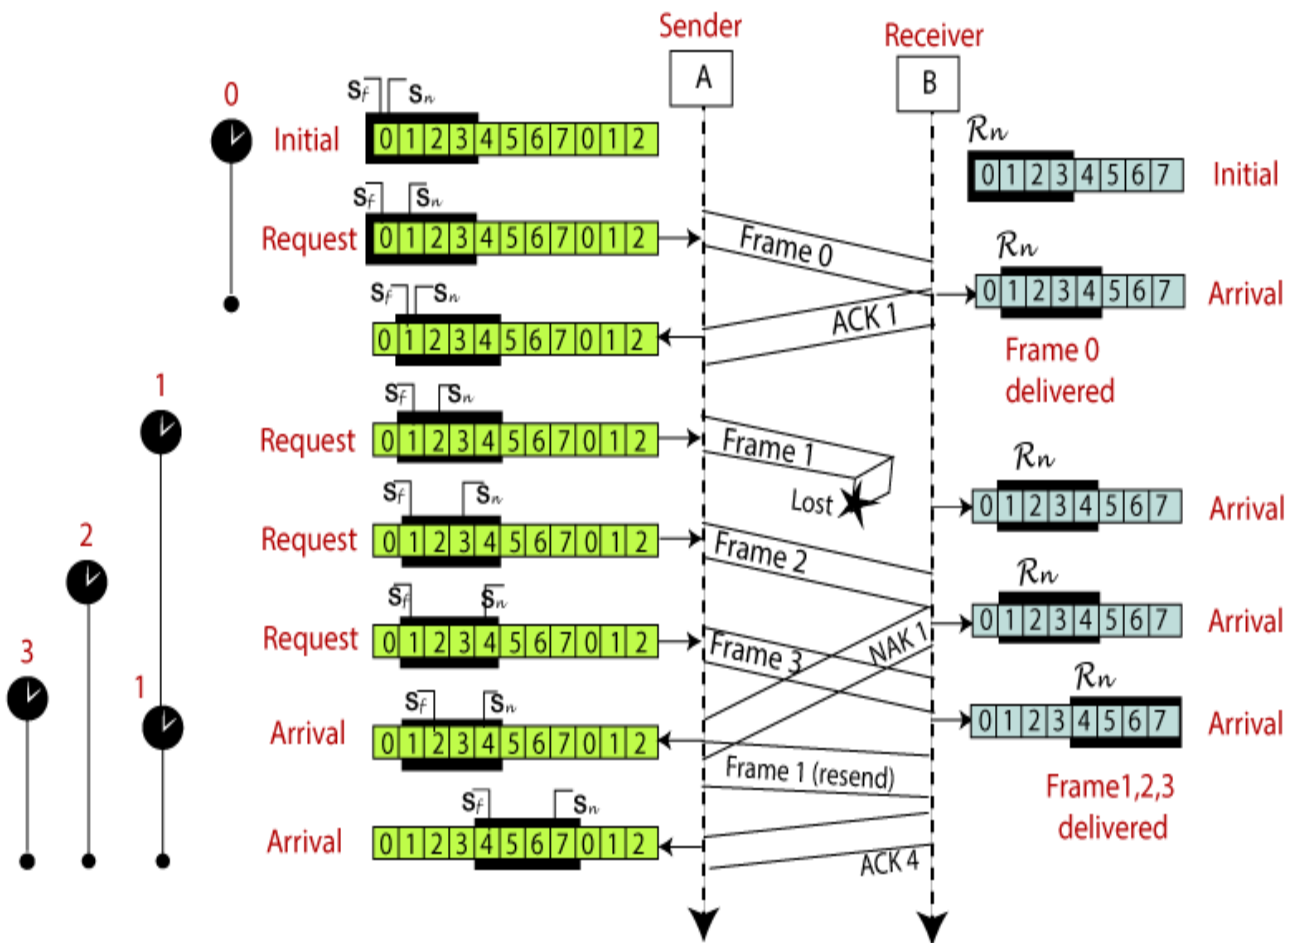 Sender
Receiver
A
B
0
Sf Sn
Initial
0 1 2 3 4 5 6 7 0 1 2
Rn
0 1 2 3 4 5 6 7
Initial
Sf Sn
Request
0 1 2 3 4 5 6 7 0 1 2
Frame 0
Rn
0 1 2 3 4 5 6 7
Arrival
Sf Sn
0 1 2 3 4 5 6 7 0 1 2
ACK 1
Frame 0
delivered
1
Sf Sn
Request
0 1 2 3 4 5 6 7 0 1 2
Frame 1
Lost
Rn
0 1 2 3 4 5 6 7
Arrival
2
Sf Sn
Request
0 1 2 3 4 5 6 7 0 1 2
Frame 2
Rn
0 1 2 3 4 5 6 7
Arrival
3
Sf Sn
Request
0 1 2 3 4 5 6 7 0 1 2
Frame 3
NAK 1
Rn
0 1 2 3 4 5 6 7
Arrival
1
Sf Sn
Arrival
0 1 2 3 4 5 6 7 0 1 2
Frame 1 (resend)
Frame1,2,3
delivered
Sf Sn
Arrival
0 1 2 3 4 5 6 7 0 1 2
ACK 4